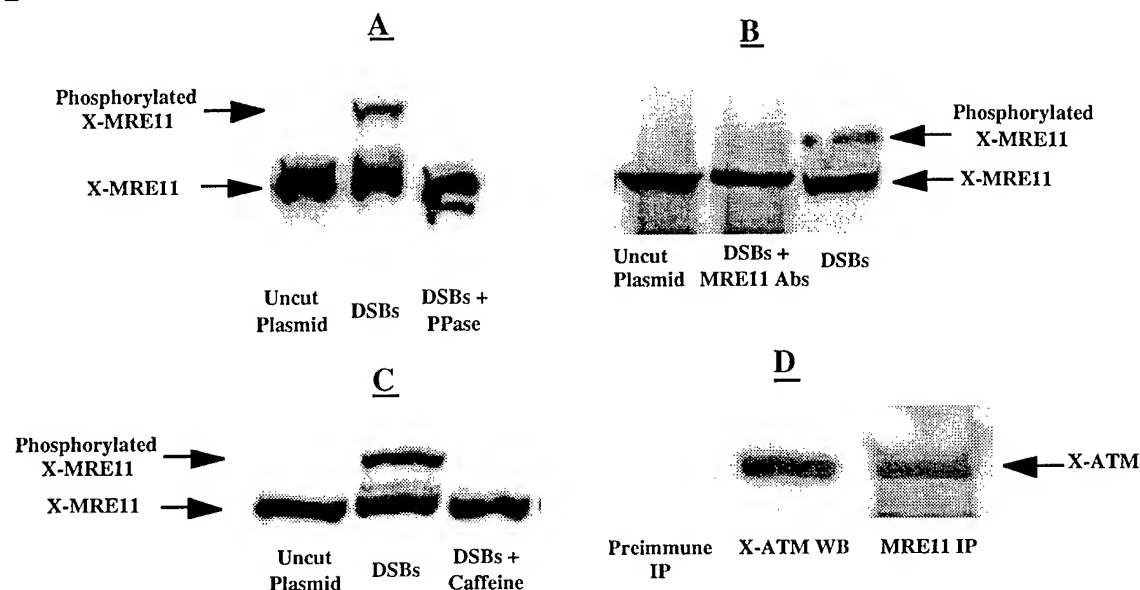 A
Phosphorylated
X-MRE11
X-MRE11
Uncut
Plasmid
DSBs
DSBs +
PPase
B
Phosphorylated
X-MRE11
X-MRE11
Uncut
Plasmid
DSBs +
MRE11 Abs
DSBs
C
Phosphorylated
X-MRE11
X-MRE11
Uncut
Plasmid
DSBs
DSBs +
Caffeine
D
X-ATM
Preimmune
IP
X-ATM WB
MRE11 IP